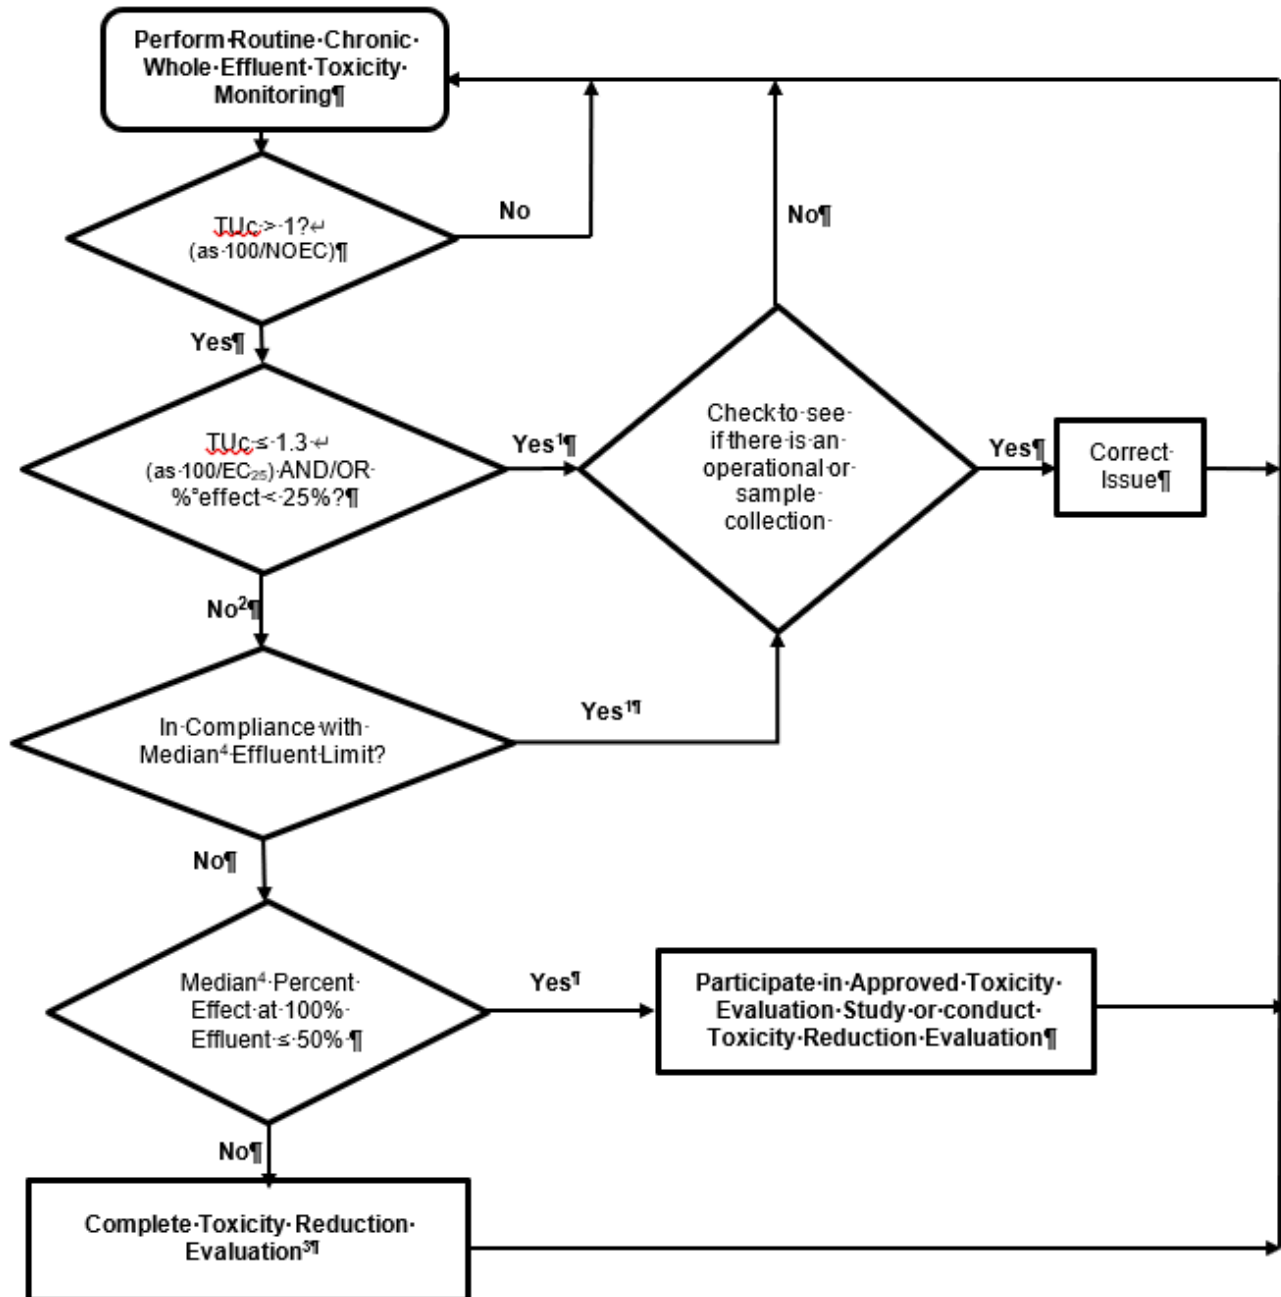 Perform·Routine·Chronic·
Whole·Effluent·Toxicity·
Monitoring¶
TUc·>·1?↵
(as·100/NOEC)¶
No
Yes¶
TUc·≤·1.3·↵
(as·100/EC₂₅)·AND/OR·
%°effect·<·25%?¶
Yes¹¶
Check·to·see·
if·there·is·an·
operational·or·
sample·
collection·
No¶
Yes¶
Correct·
Issue¶
No²¶
In·Compliance·with·
Median⁴·Effluent·Limit?
Yes¹¶
No¶
Median⁴·Percent·
Effect·at·100%·
Effluent·≤·50%·¶
Yes¶
Participate·in·Approved·Toxicity·
Evaluation·Study·or·conduct·
Toxicity·Reduction·Evaluation¶
No¶
Complete·Toxicity·Reduction·
Evaluation³¶